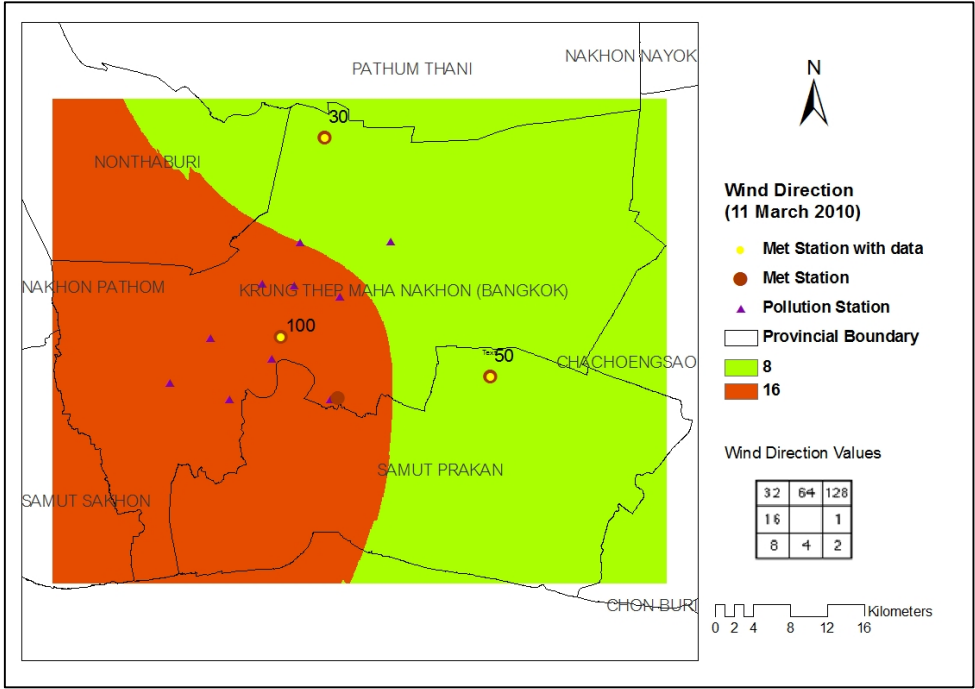 NAKHON NAYOK
PATHUM THANI
30
NONTHABURI
NAKHON PATHOM
KRUNG THEP MAHA NAKHON (BANGKOK)
100
50
CHACHOENGSAO
SAMUT PRAKAN
SAMUT SAKHON
CHON BURI
N
Wind Direction
(11 March 2010)
Met Station with data
Met Station
Pollution Station
Provincial Boundary
8
16
Wind Direction Values
32 64 128
16 1
8 4 2
Kilometers
0 2 4 8 12 16